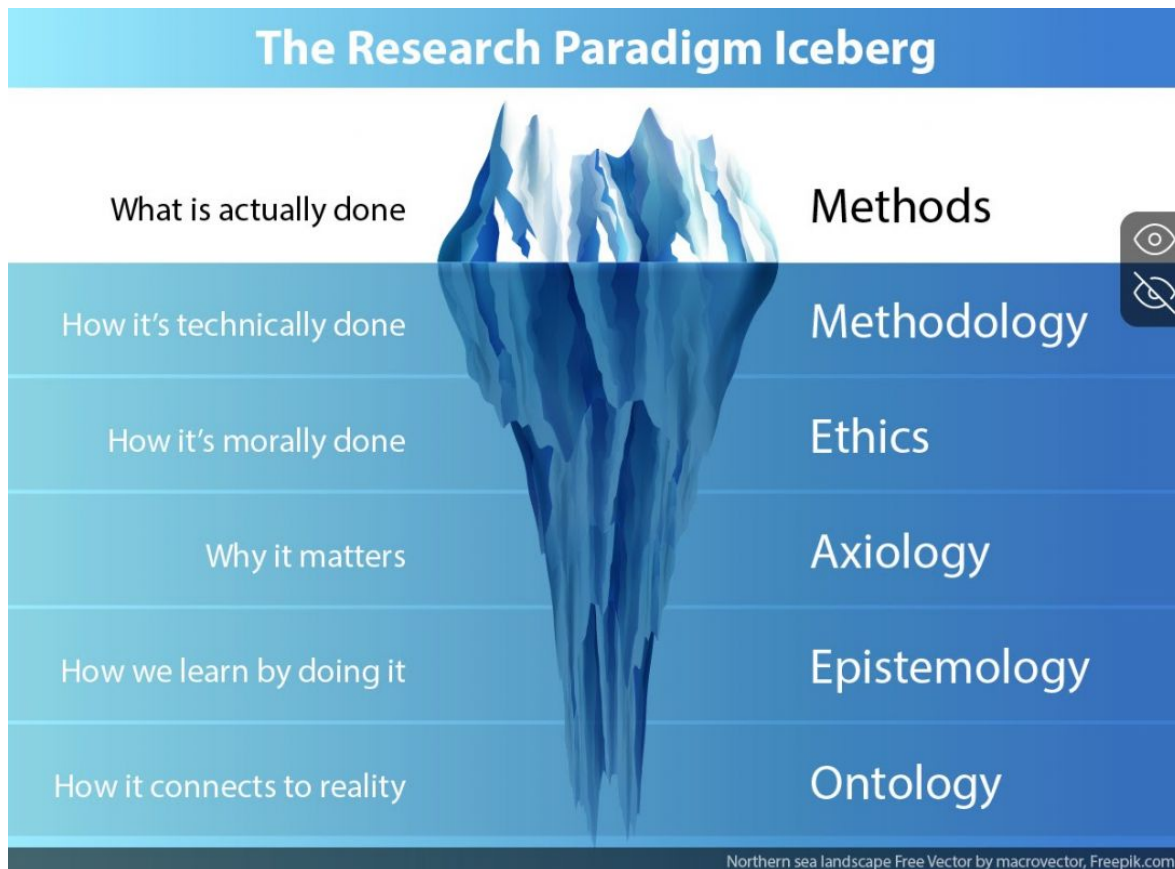 The Research Paradigm Iceberg
What is actually done
Methods
How it's technically done
Methodology
How it's morally done
Ethics
Why it matters
Axiology
How we learn by doing it
Epistemology
How it connects to reality
Ontology
Northern sea landscape Free Vector by macrovector, Freepik.com